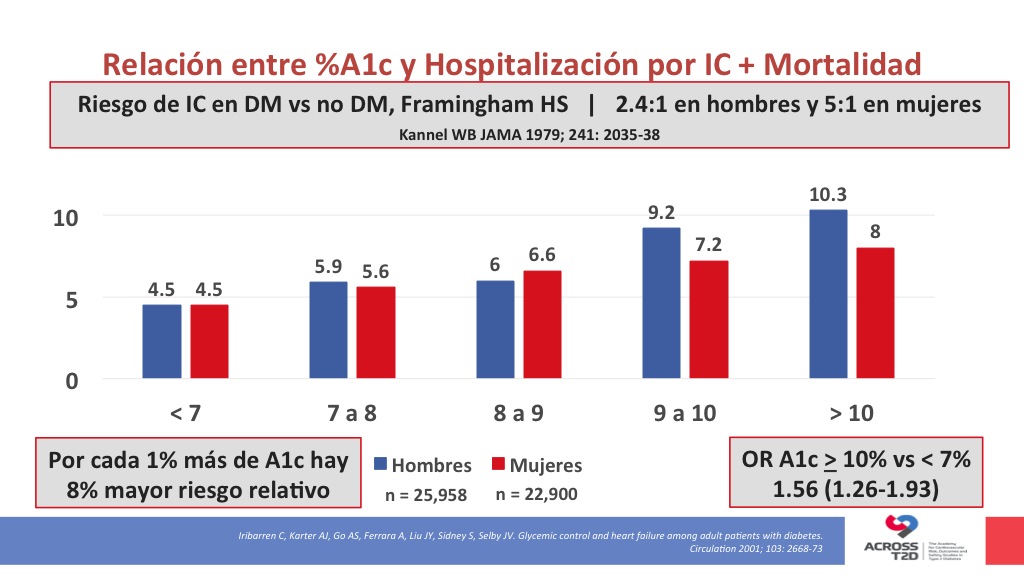 Relación entre %A1c y Hospitalización por IC + Mortalidad
Riesgo de IC en DM vs no DM, Framingham HS | 2.4:1 en hombres y 5:1 en mujeres
Kannel WB JAMA 1979; 241: 2035-38
10
5
0
4.5 4.5
5.9 5.6
6 6.6
9.2 7.2
10.3 8
< 7 7 a 8 8 a 9 9 a 10 > 10
Por cada 1% más de A1c hay
8% mayor riesgo relativo
Hombres Mujeres
n = 25,958 n = 22,900
OR A1c > 10% vs < 7%
1.56 (1.26-1.93)
Iribarren C, Karter AJ, Go AS, Ferrara A, Liu JY, Sidney S, Selby JV. Glycemic control and heart failure among adult patients with diabetes.
Circulation 2001; 103: 2668-73
ACROSS
T2D
The Academy
for Cardiovascular
Risk, Outcomes and
Safety Studies in
Type 2 Diabetes